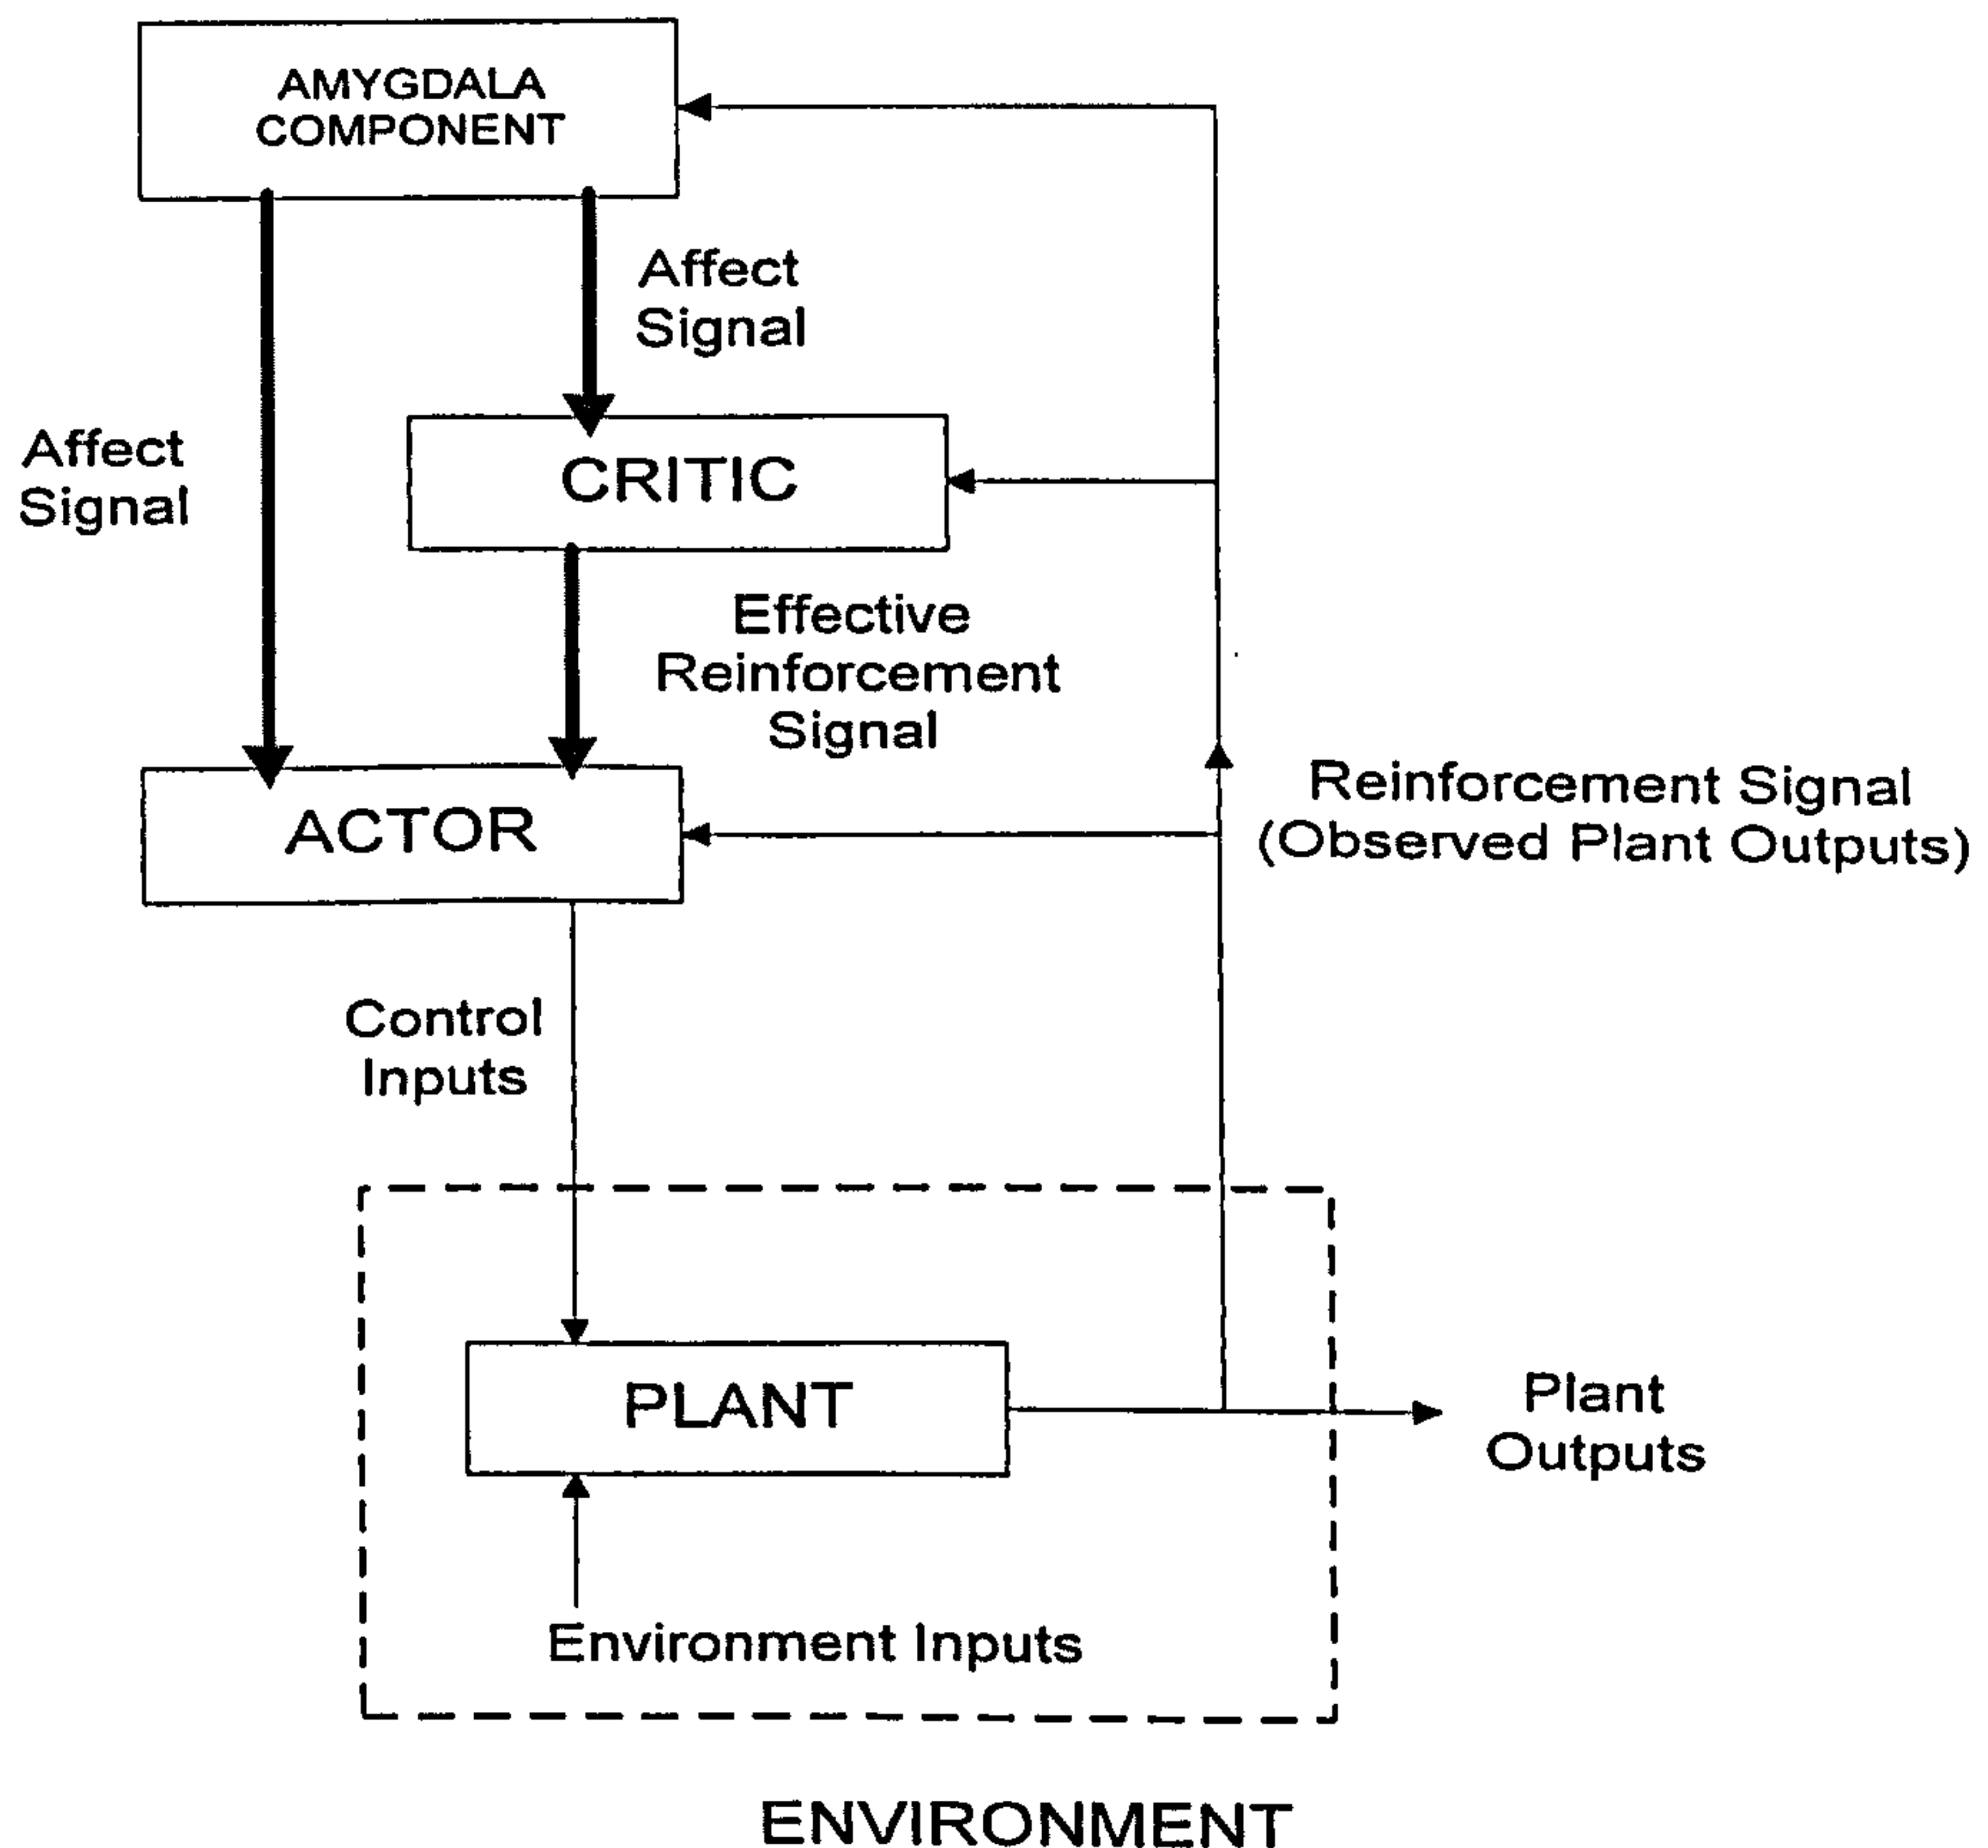 AMYGDALA
COMPONENT
Affect
Signal
Affect
Signal
CRITIC
Effective
Reinforcement
Signal
ACTOR
Reinforcement Signal
(Observed Plant Outputs)
Control
Inputs
PLANT
Plant
Outputs
Environment Inputs
ENVIRONMENT